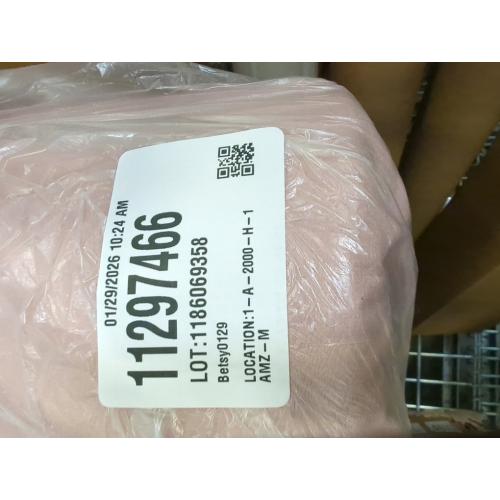 01/29/2026 10:24 AM
11297466
LOT:1186069358
Betsy0129
LOCATION:1-A-2000-H-1
AMZ-M